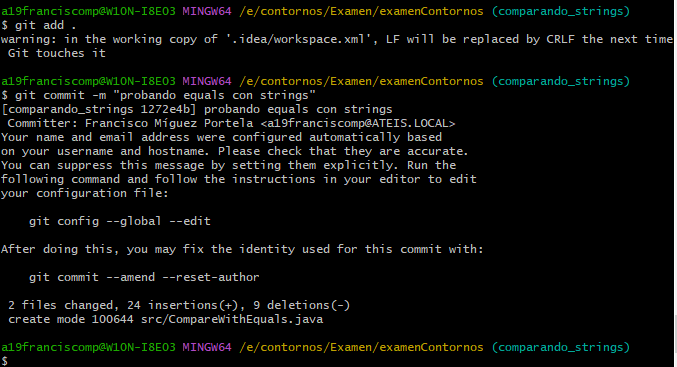 a19franciscomp@W10N-I8E03 MINGW64 /e/contornos/Examen/examenContornos (comparando_strings)
$ git add .
warning: in the working copy of '.idea/workspace.xml', LF will be replaced by CRLF the next time
 Git touches it
a19franciscomp@W10N-I8E03 MINGW64 /e/contornos/Examen/examenContornos (comparando_strings)
$ git commit -m "probando equals con strings"
[comparando_strings 1272e4b] probando equals con strings
 Committer: Francisco Míguez Portela <a19franciscomp@ATEIS.LOCAL>
Your name and email address were configured automatically based
on your username and hostname. Please check that they are accurate.
You can suppress this message by setting them explicitly. Run the
following command and follow the instructions in your editor to edit
your configuration file:
    git config --global --edit
After doing this, you may fix the identity used for this commit with:
    git commit --amend --reset-author
 2 files changed, 24 insertions(+), 9 deletions(-)
 create mode 100644 src/CompareWithEquals.java
a19franciscomp@W10N-I8E03 MINGW64 /e/contornos/Examen/examenContornos (comparando_strings)
$